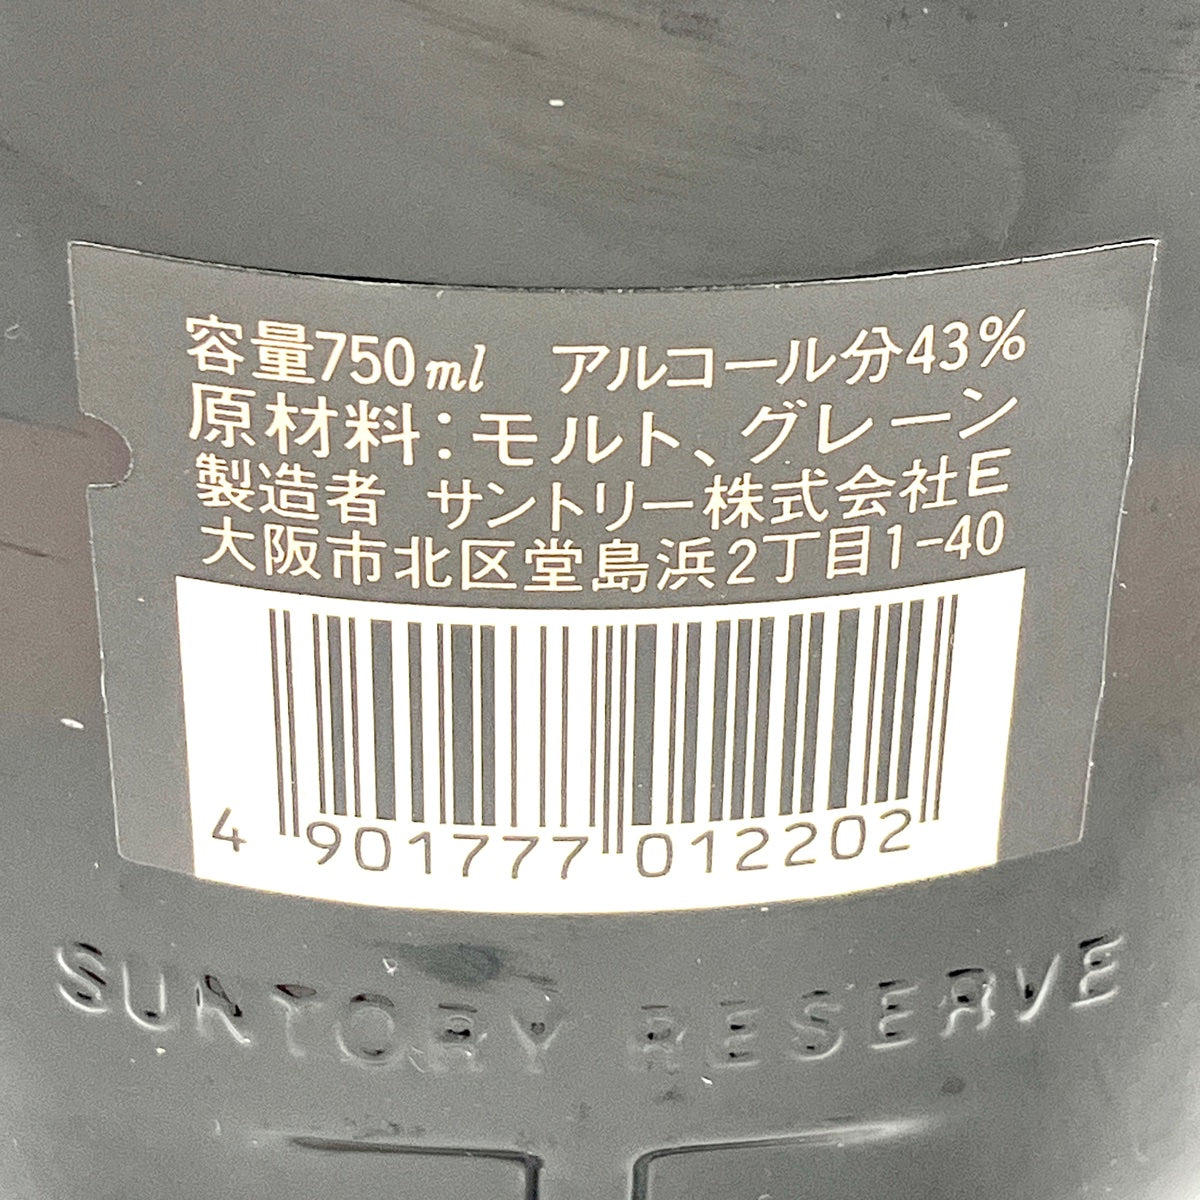 容量750ml　アルコール分43%
原材料：モルト、グレーン
製造者　サントリー株式会社E
大阪市北区堂島浜2丁目1-40
4 901777 012202
SUNTORY RESERVE